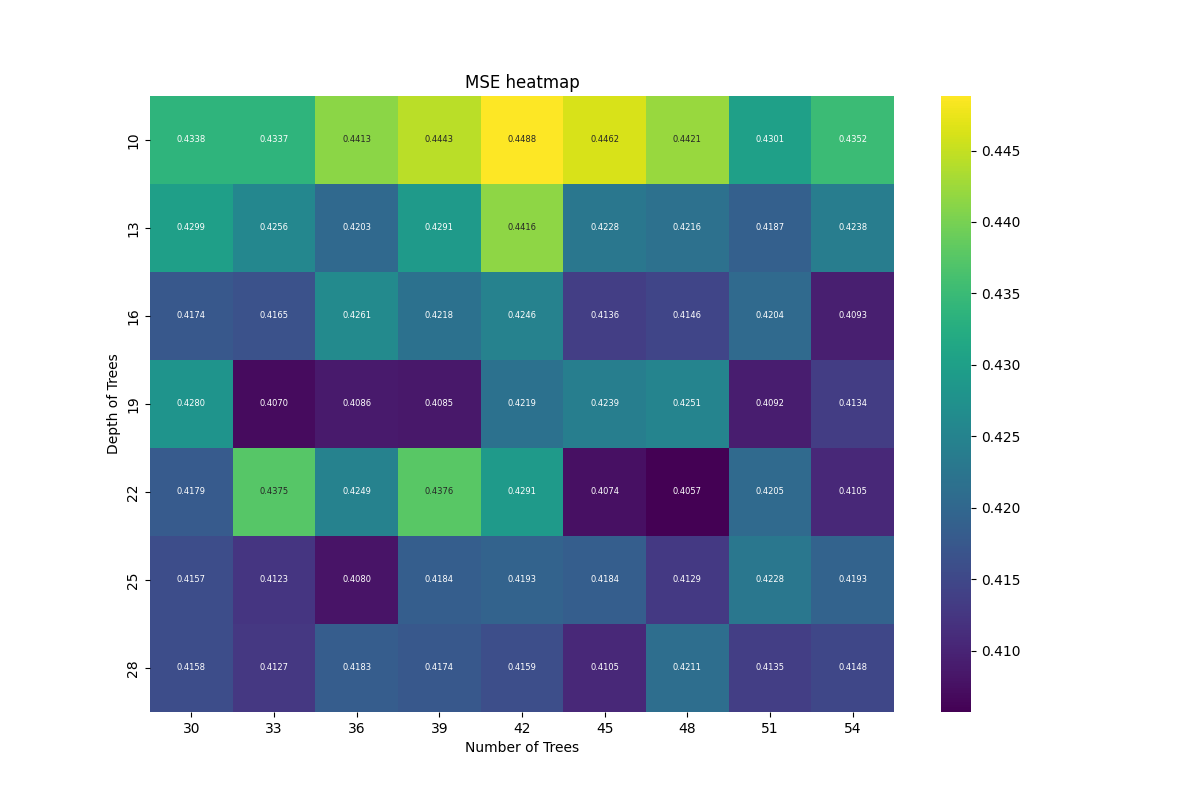 MSE heatmap
10 0.4338 0.4337 0.4413 0.4443 0.4488 0.4462 0.4421 0.4301 0.4352
13 0.4299 0.4256 0.4203 0.4291 0.4416 0.4228 0.4216 0.4187 0.4238
16 0.4174 0.4165 0.4261 0.4218 0.4246 0.4136 0.4146 0.4204 0.4093
19 0.4280 0.4070 0.4086 0.4085 0.4219 0.4239 0.4251 0.4092 0.4134
22 0.4179 0.4375 0.4249 0.4376 0.4291 0.4074 0.4057 0.4205 0.4105
25 0.4157 0.4123 0.4080 0.4184 0.4193 0.4184 0.4129 0.4228 0.4193
28 0.4158 0.4127 0.4183 0.4174 0.4159 0.4105 0.4211 0.4135 0.4148
30 33 36 39 42 45 48 51 54
Number of Trees
Depth of Trees
0.445
0.440
0.435
0.430
0.425
0.420
0.415
0.410